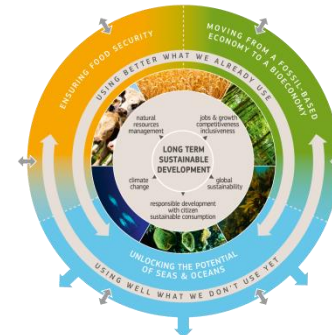 ENSURING FOOD SECURITY
MOVING FROM A FOSSIL-BASED
ECONOMY TO A BIOECONOMY
USING BETTER WHAT WE ALREADY USE
natural
resources
management
jobs & growth
competitiveness
inclusiveness
LONG TERM
SUSTAINABLE
DEVELOPMENT
climate
change
global
sustainability
responsible development
with citizen
sustainable consumption
UNLOCKING THE POTENTIAL
OF SEAS & OCEANS
USING WELL WHAT WE DON'T USE YET